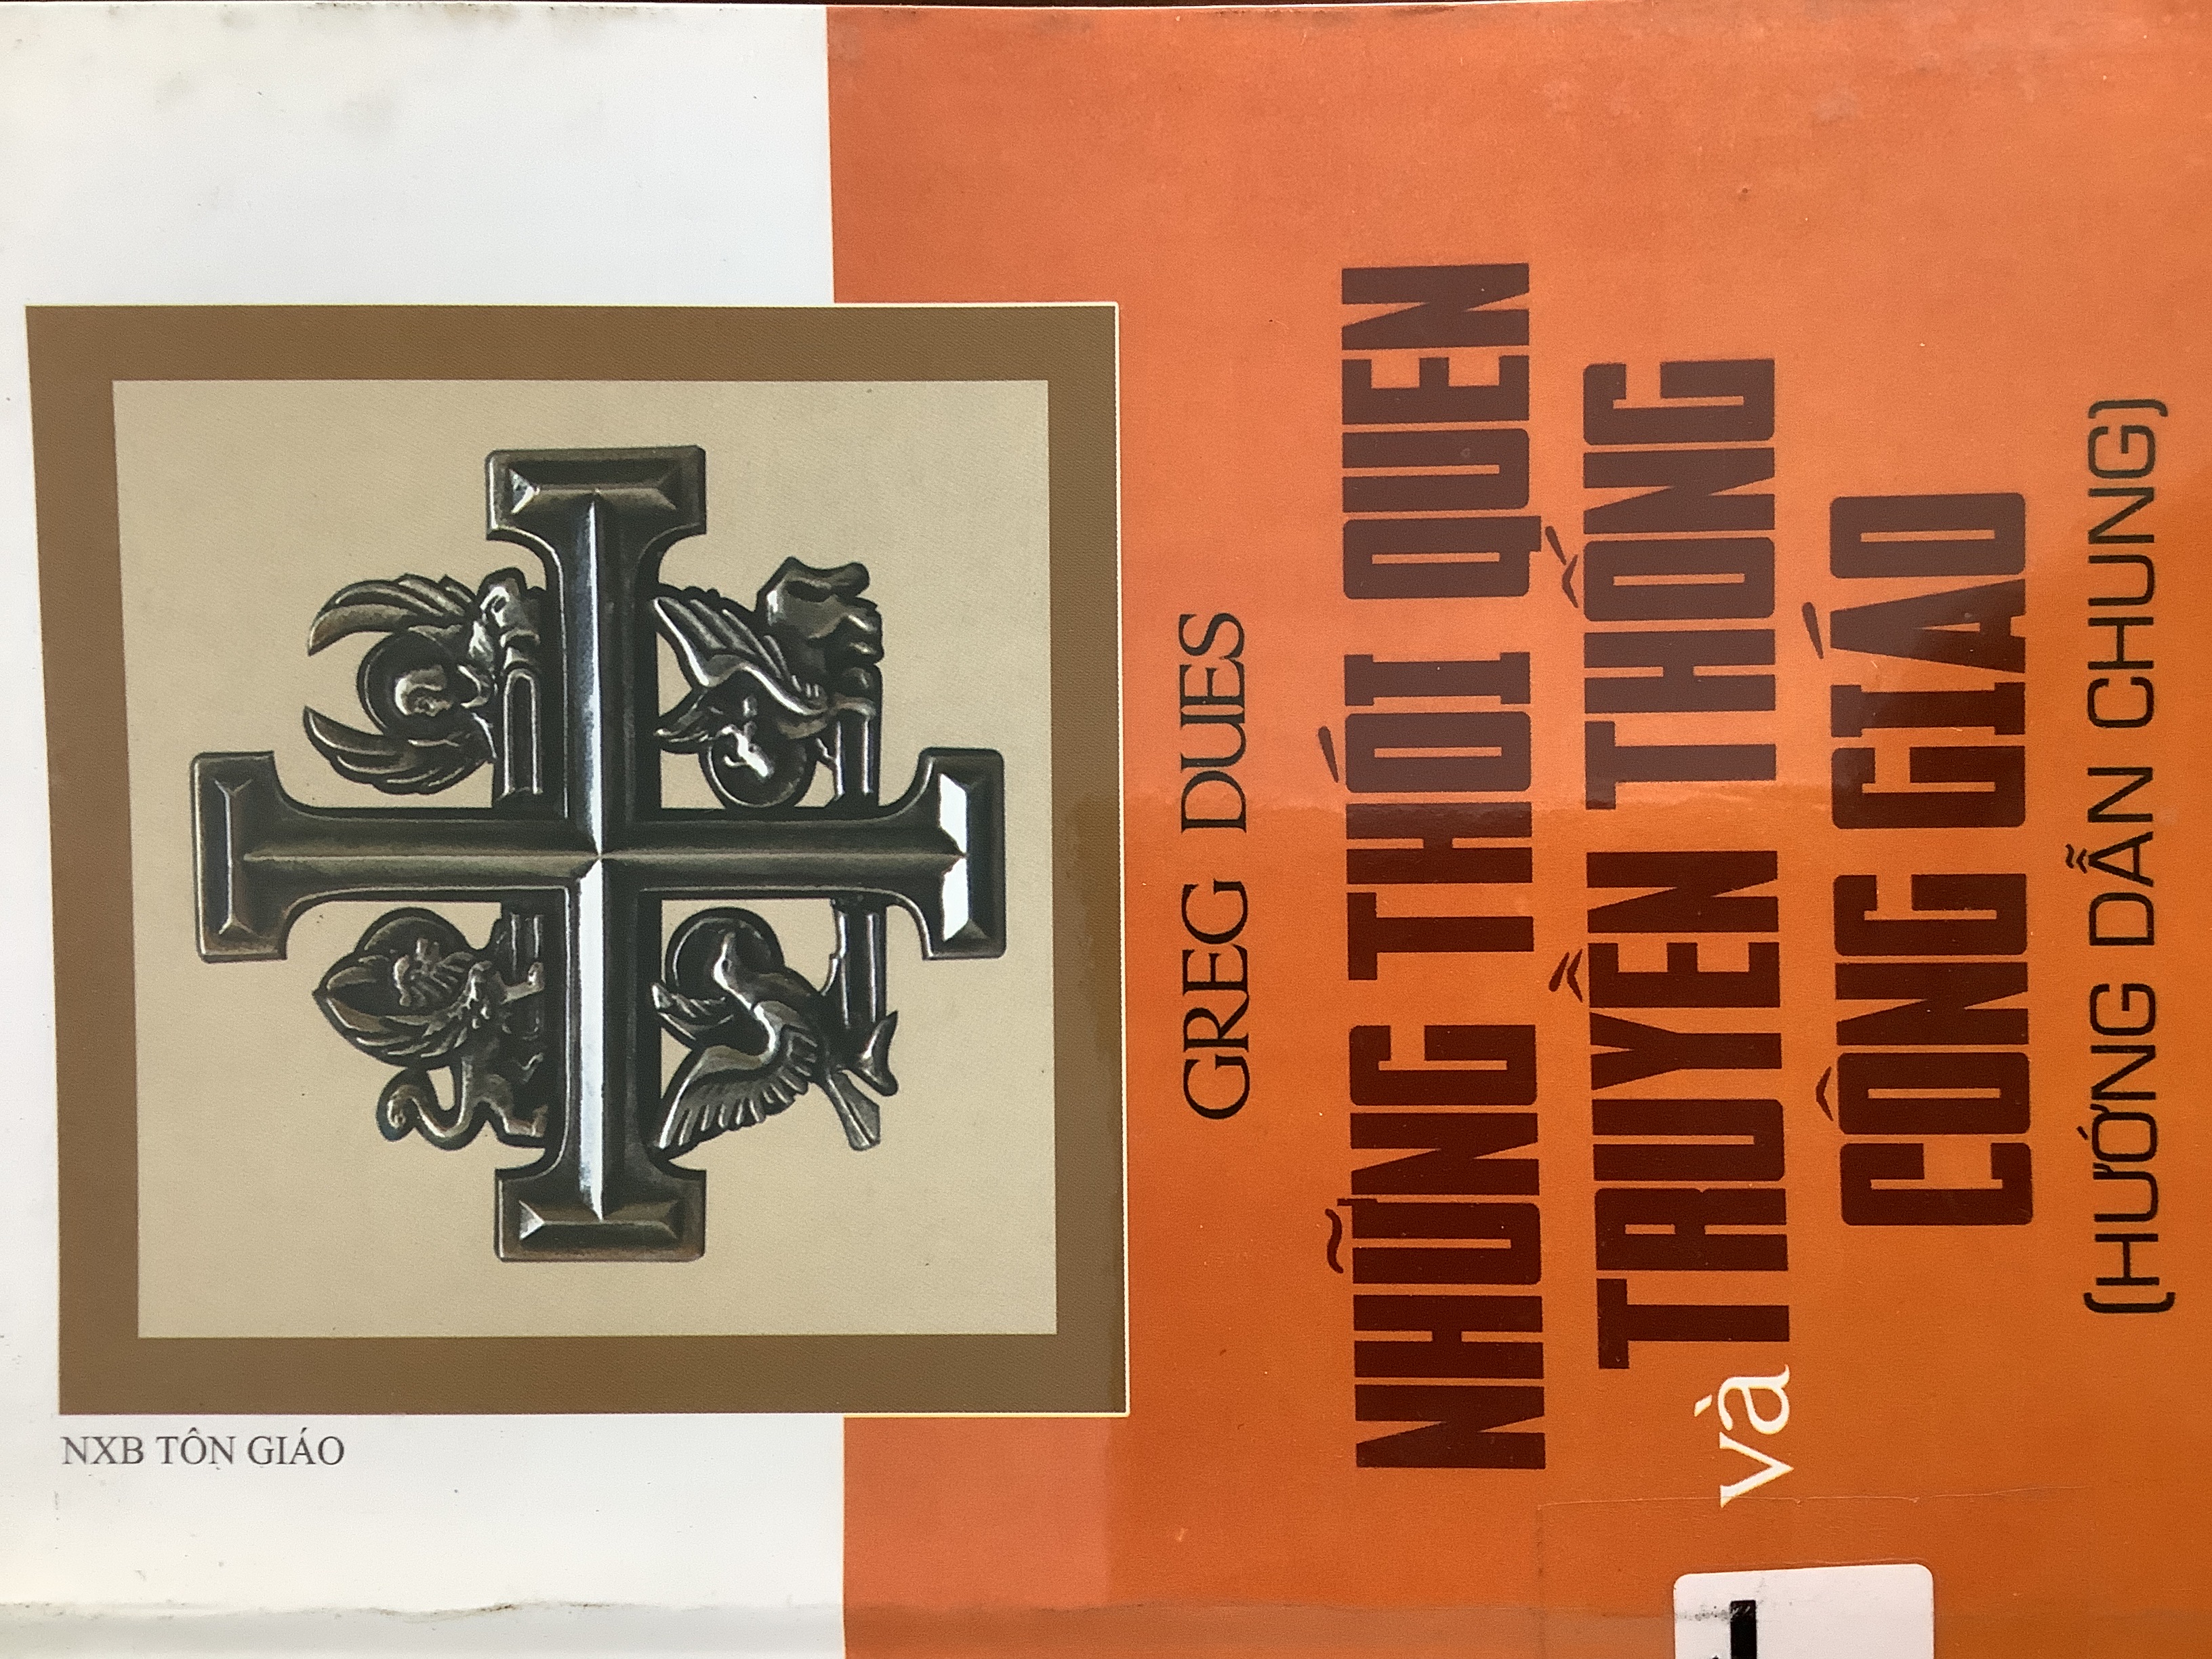 GREG DUES
NHỮNG THÓI QUEN
và TRUYỀN THỐNG
CÔNG GIÁO
(HƯỚNG DẪN CHUNG)
NXB TÔN GIÁO